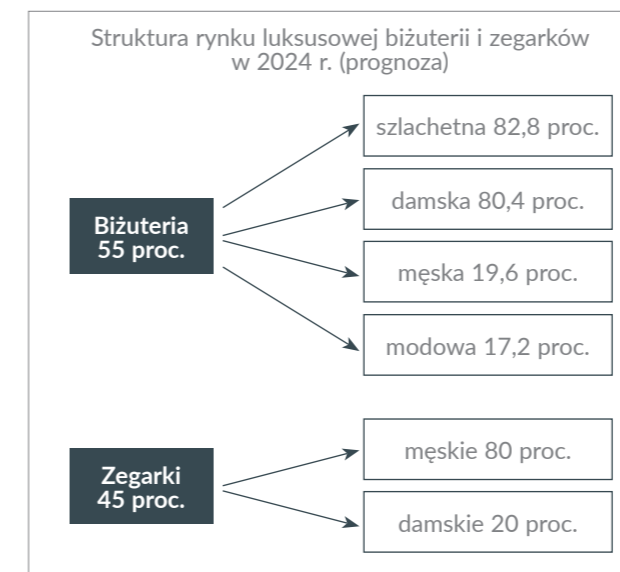 Struktura rynku luksusowej biżuterii i zegarków
w 2024 r. (prognoza)
Biżuteria
55 proc.
szlachetna 82,8 proc.
damska 80,4 proc.
męska 19,6 proc.
modowa 17,2 proc.
Zegarki
45 proc.
męskie 80 proc.
damskie 20 proc.